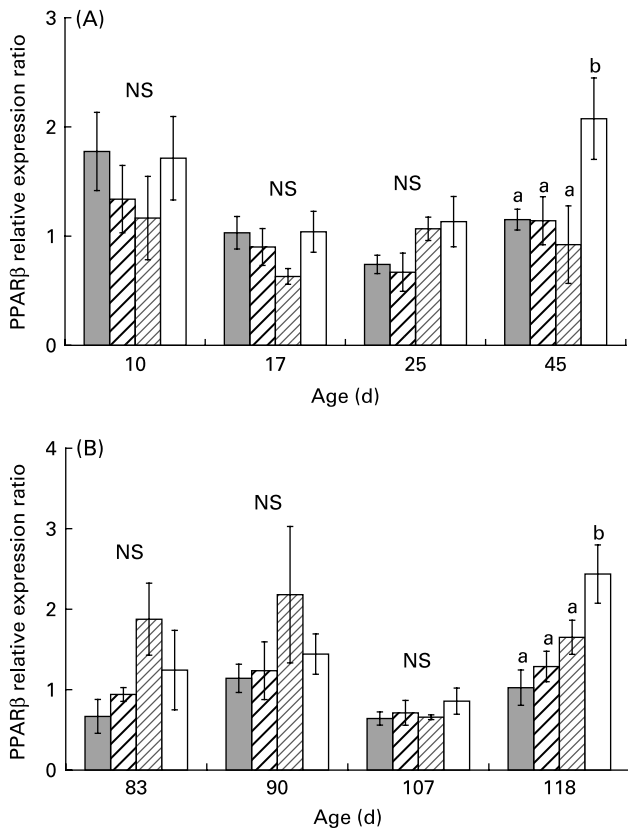 (A)
3
2
1
0
PPARβ relative expression ratio
NS
NS
NS
a a a b
10 17 25 45
Age (d)
(B)
4
3
2
1
0
PPARβ relative expression ratio
NS
NS
NS
a a a b
83 90 107 118
Age (d)